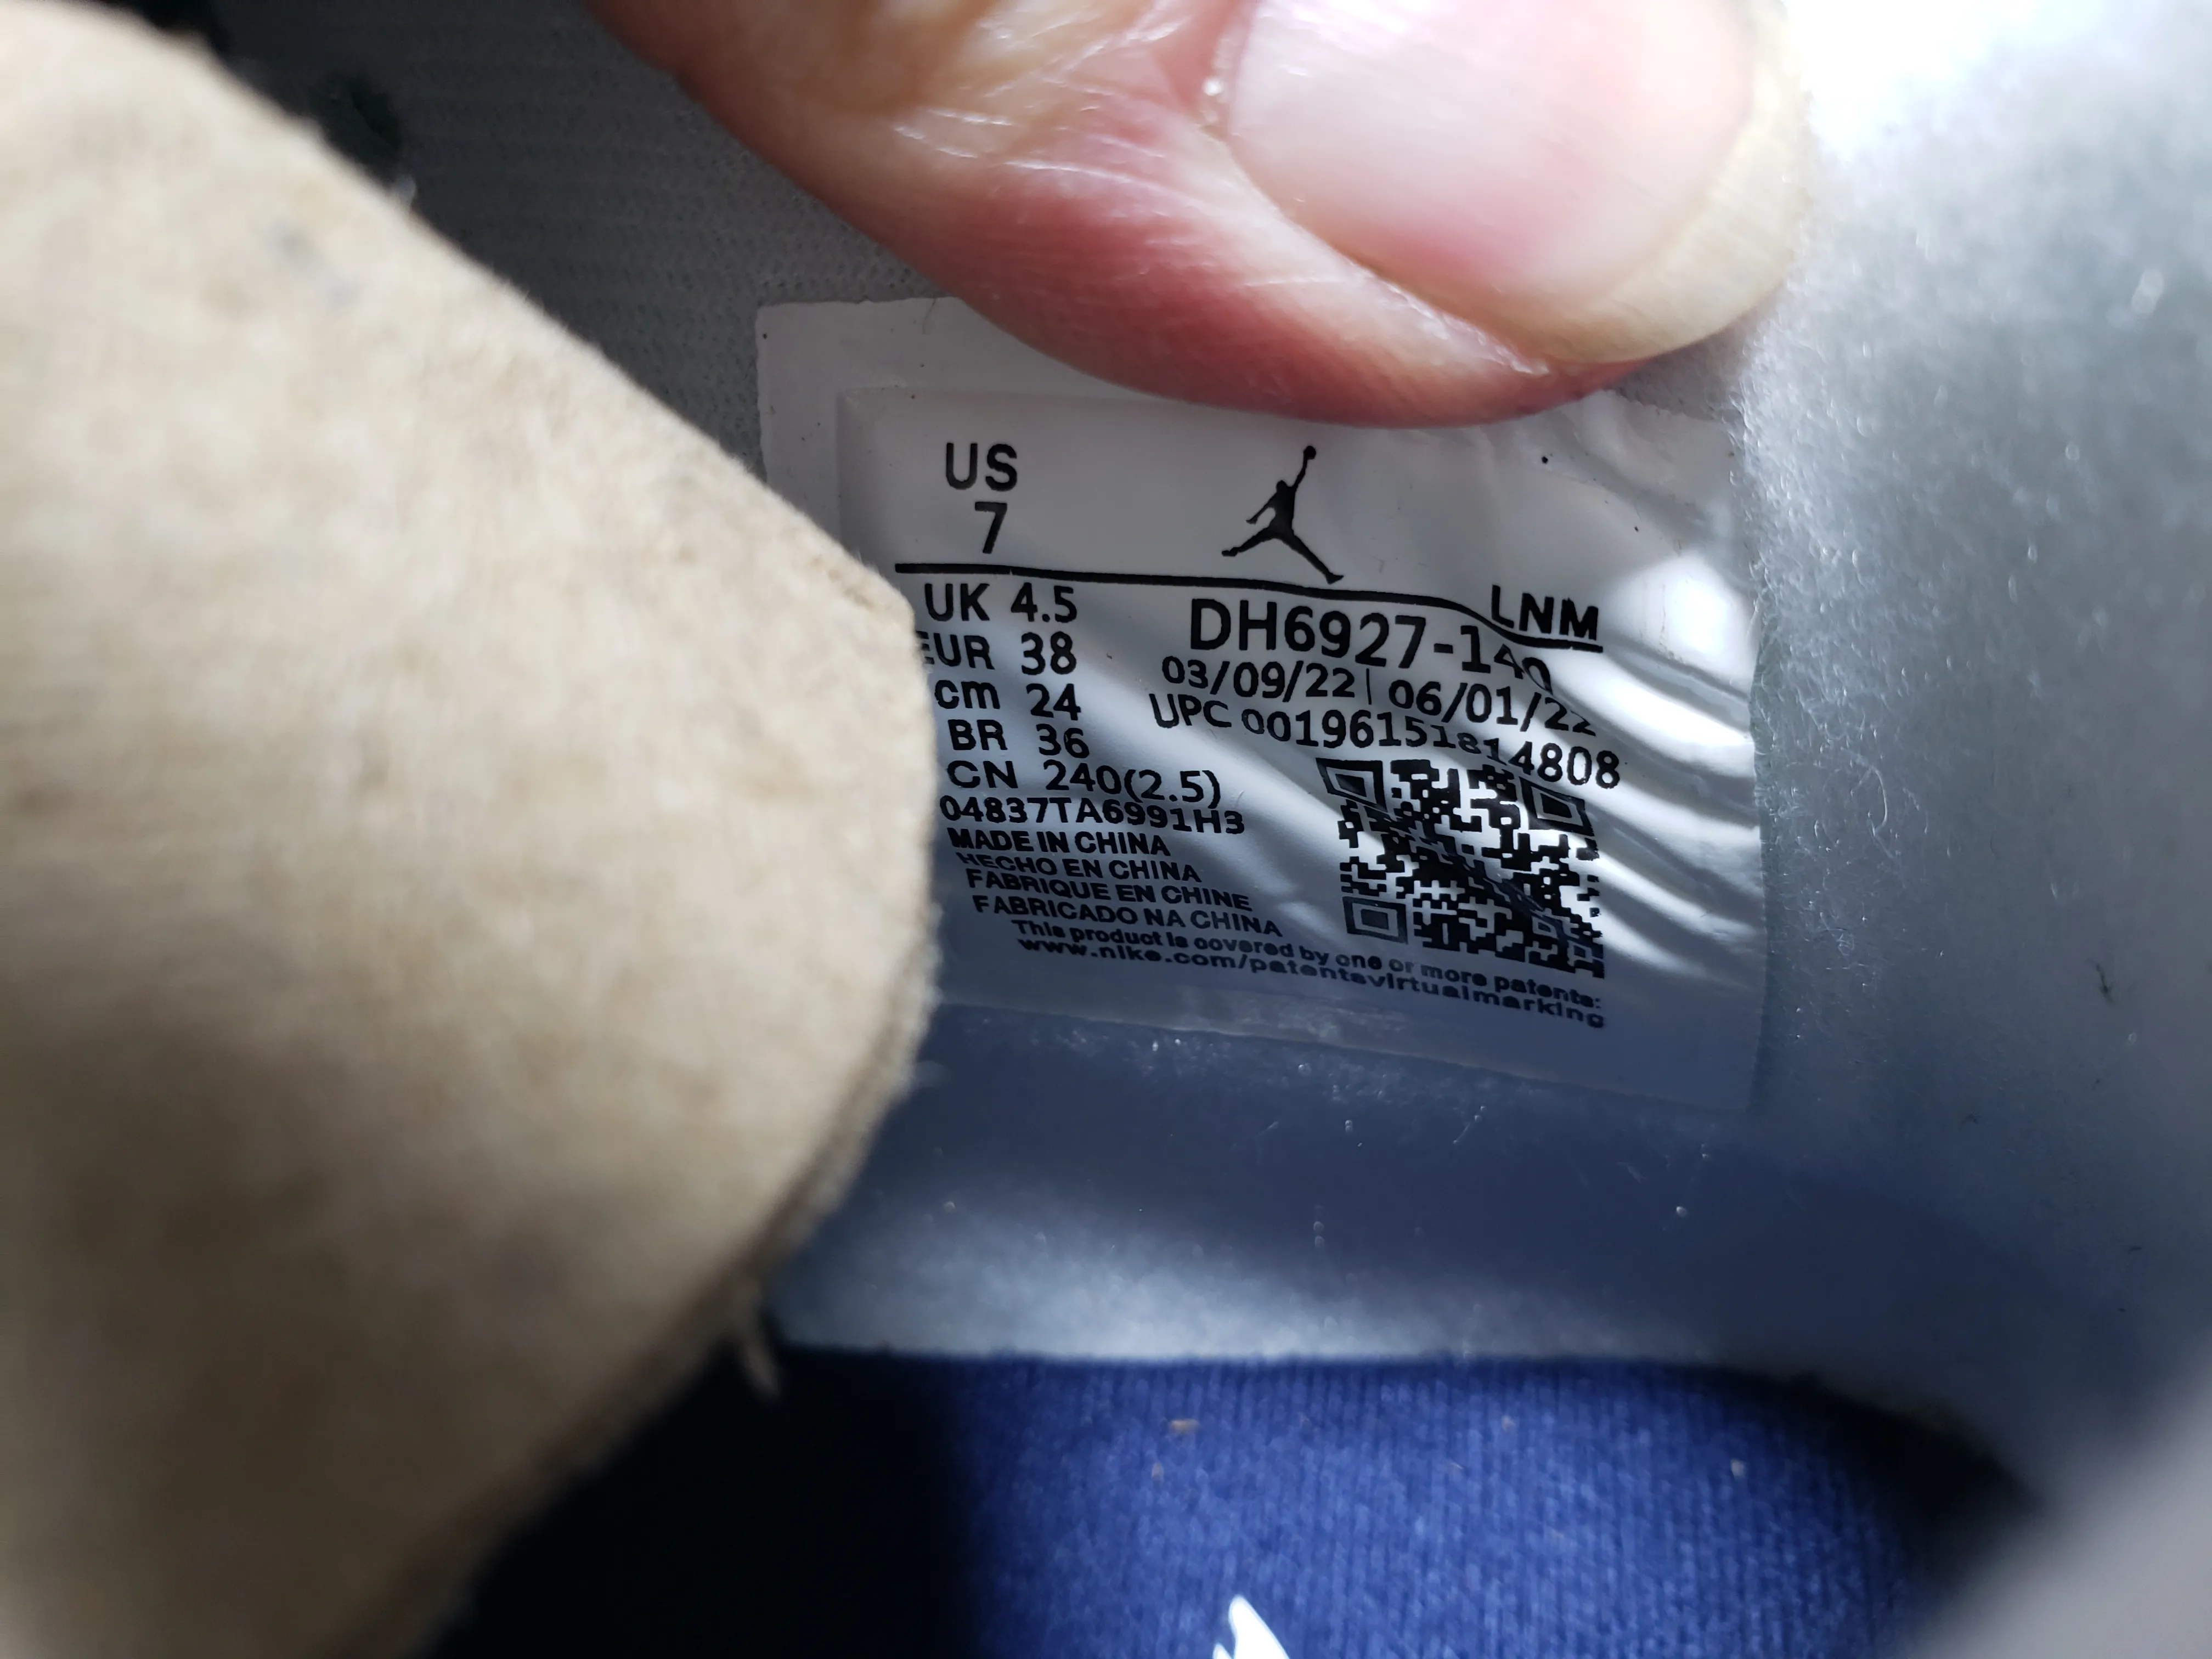 US
7
LNM
UK 4.5
EUR 38
cm 24
BR 36
CN 240(2.5)
04837TA6991H3
MADE IN CHINA
HECHO EN CHINA
FABRIQUE EN CHINE
FABRICADO NA CHINA
DH6927-140
03/09/22 | 06/01/22
UPC 00196151814808
This product is covered by one or more patents:
www.nike.com/patentsvirtualmarking